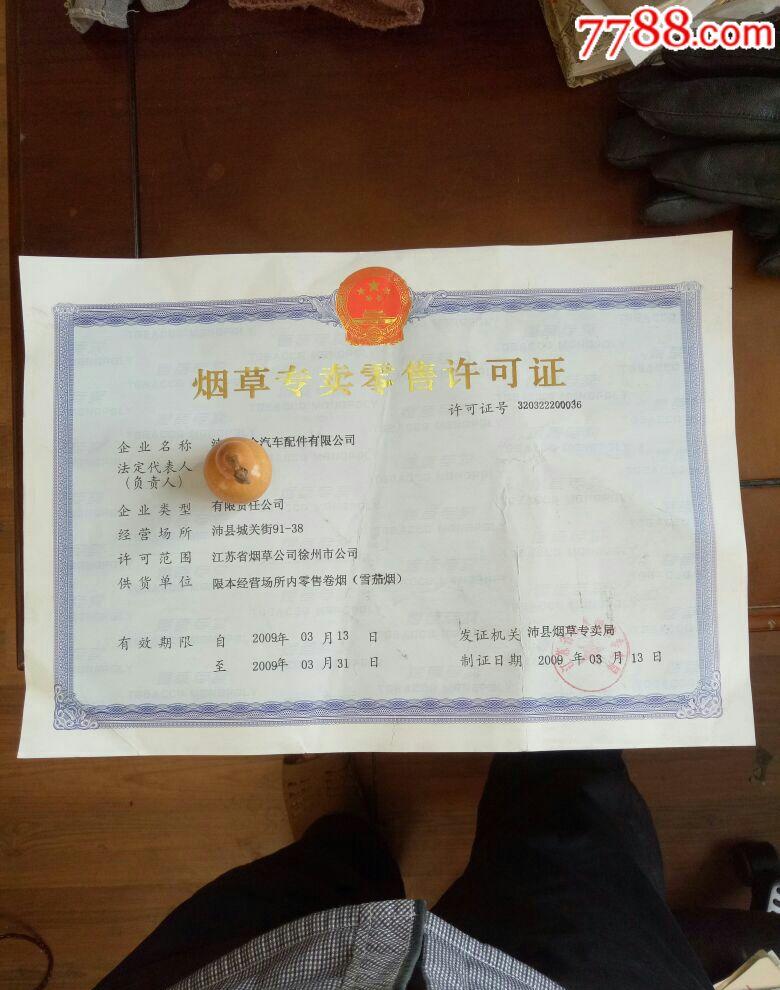 7788.com
烟草专卖零售许可证
许可证号 320322200036
企业名称 汽车配件有限公司
法定代表人
(负责人)
企业类型 有限责任公司
经营场所 沛县城关街91-38
许可范围 江苏省烟草公司徐州市公司
供货单位 限本经营场所内零售卷烟（雪茄烟）
有效期限 自 2009年 03 月 13 日
至 2009年 03 月 31 日
发证机关 沛县烟草专卖局
制证日期 2009 年 03 月 13 日